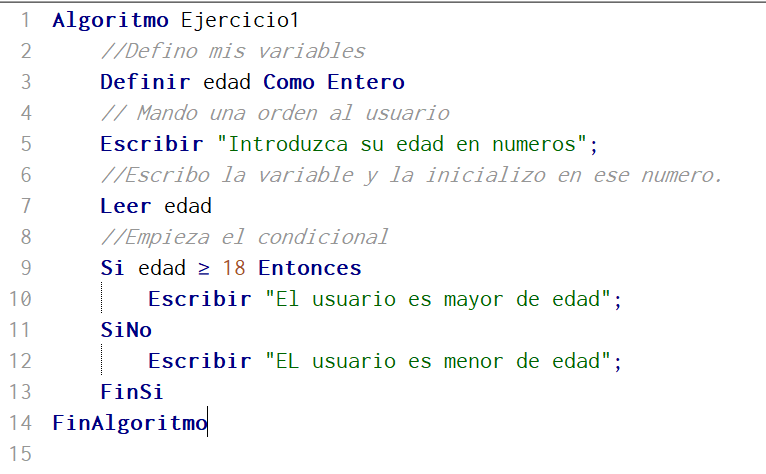 1 Algoritmo Ejercicio1
2 //Defino mis variables
3 Definir edad Como Entero
4 // Mando una orden al usuario
5 Escribir "Introduzca su edad en numeros";
6 //Escribo la variable y la inicializo en ese numero.
7 Leer edad
8 //Empieza el condicional
9 Si edad ≥ 18 Entonces
10 Escribir "El usuario es mayor de edad";
11 SiNo
12 Escribir "EL usuario es menor de edad";
13 FinSi
14 FinAlgoritmo
15